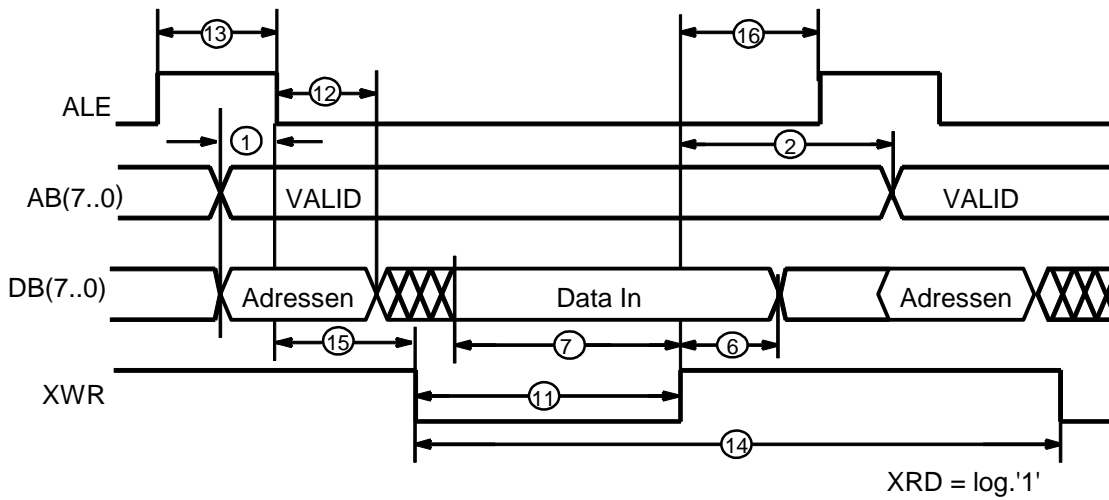 13
16
ALE
12
1
2
AB(7..0)
VALID
VALID
DB(7..0)
Adressen
Data In
Adressen
15
7
6
XWR
11
14
XRD = log.'1'